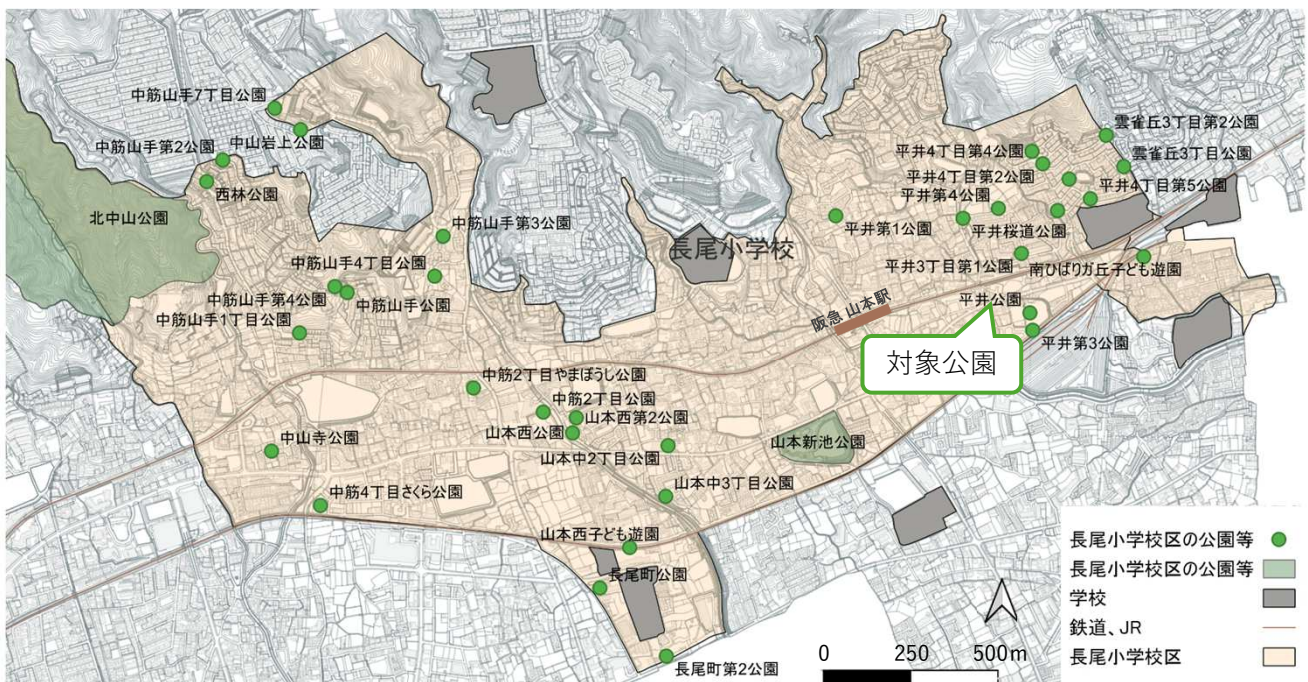 中筋山手7丁目公園
中山岩上公園
中筋山手第2公園
西林公園
北中山公園
中筋山手第3公園
中筋山手4丁目公園
中筋山手第4公園
中筋山手公園
中筋山手1丁目公園
長尾小学校
雲雀丘3丁目第2公園
雲雀丘3丁目公園
平井4丁目第4公園
平井4丁目第2公園
平井4丁目第5公園
平井第4公園
平井第1公園
平井桜道公園
平井3丁目第1公園
南ひばりガ丘子ども遊園
平井公園
平井第3公園
阪急 山本駅
対象公園
中筋2丁目やまぼうし公園
中筋2丁目公園
山本西第2公園
山本西公園
山本中2丁目公園
山本新池公園
中山寺公園
中筋4丁目さくら公園
山本中3丁目公園
山本西子ども遊園
長尾町公園
長尾町第2公園
長尾小学校区の公園等
長尾小学校区の公園等
学校
鉄道、JR
長尾小学校区
0 250 500m